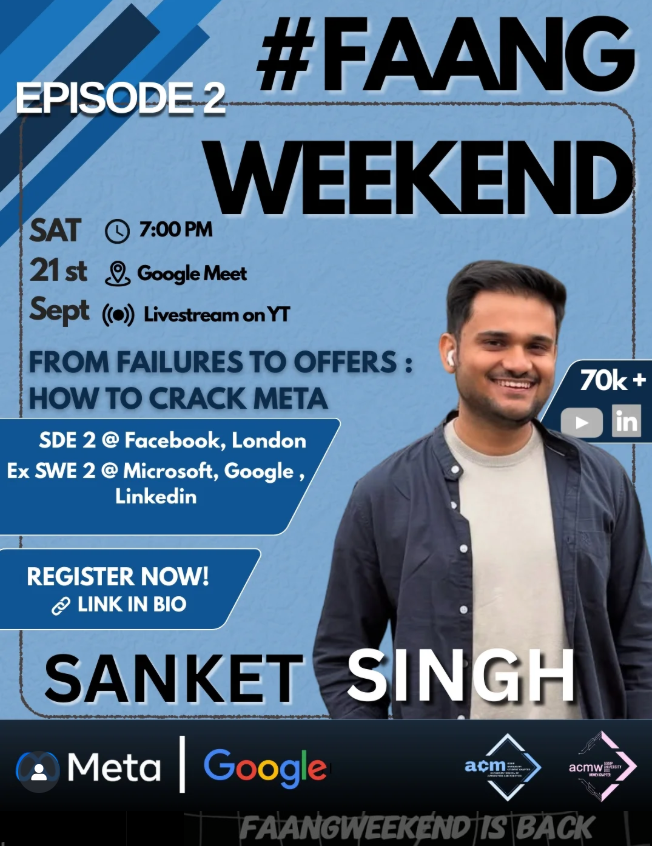 #FAANG
EPISODE 2
WEEKEND
SAT
7:00 PM
21 st
Google Meet
Sept
Livestream on YT
FROM FAILURES TO OFFERS :
HOW TO CRACK META
70k +
in
SDE 2 @ Facebook, London
Ex SWE 2 @ Microsoft, Google ,
Linkedin
REGISTER NOW!
LINK IN BIO
SANKET SINGH
Meta | Google
acm
acmw
FAANGWEEKEND IS BACK